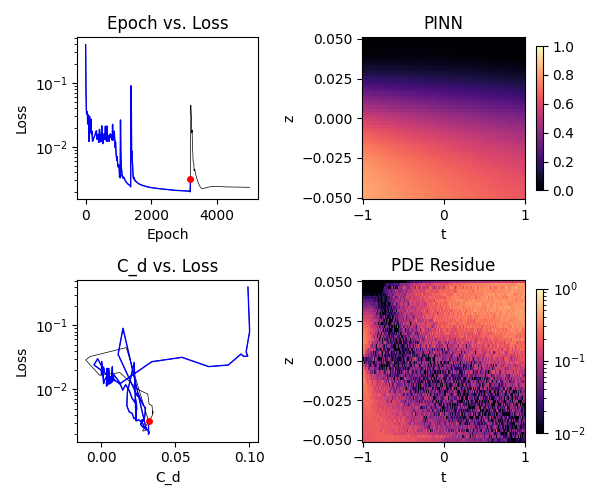 Epoch vs. Loss
Loss
10⁻¹
10⁻²
0
2000
4000
Epoch
PINN
z
0.050
0.025
0.000
−0.025
−0.050
−1
0
1
t
1.0
0.8
0.6
0.4
0.2
0.0
C_d vs. Loss
Loss
10⁻¹
10⁻²
0.00
0.05
0.10
C_d
PDE Residue
z
0.050
0.025
0.000
−0.025
−0.050
−1
0
1
t
10⁰
10⁻¹
10⁻²